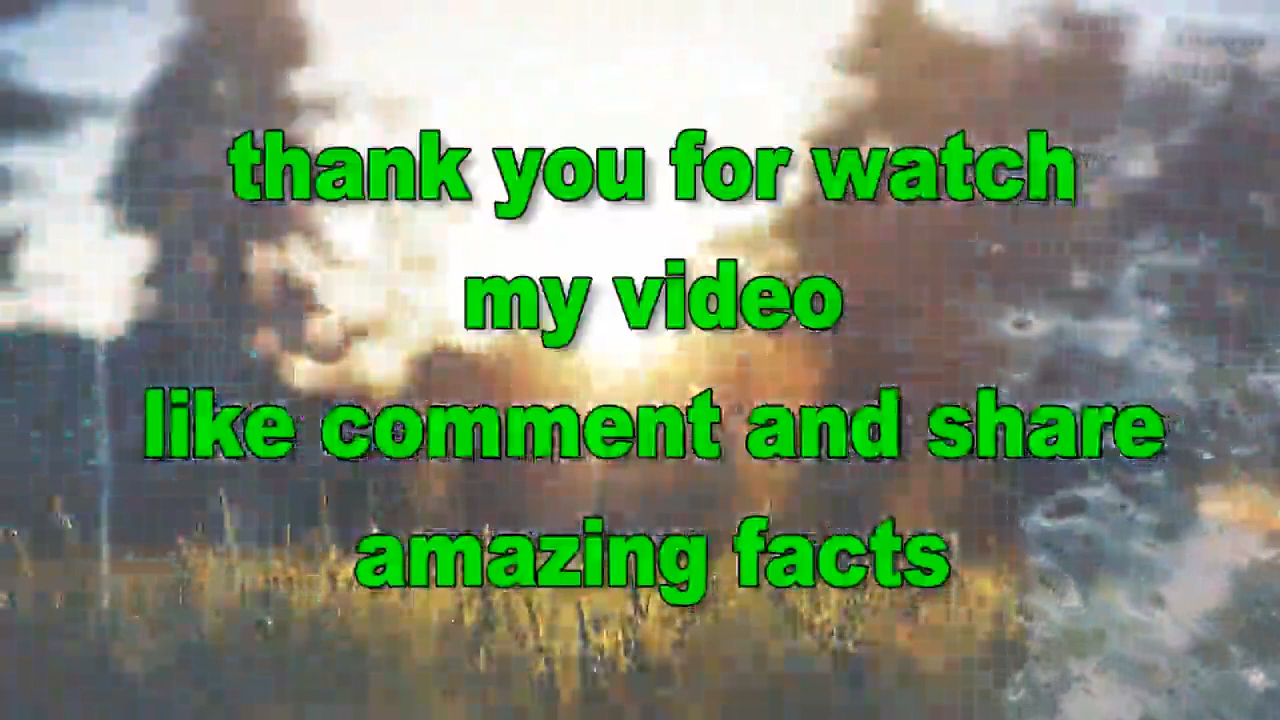 thank you for watch
my video
like comment and share
amazing facts